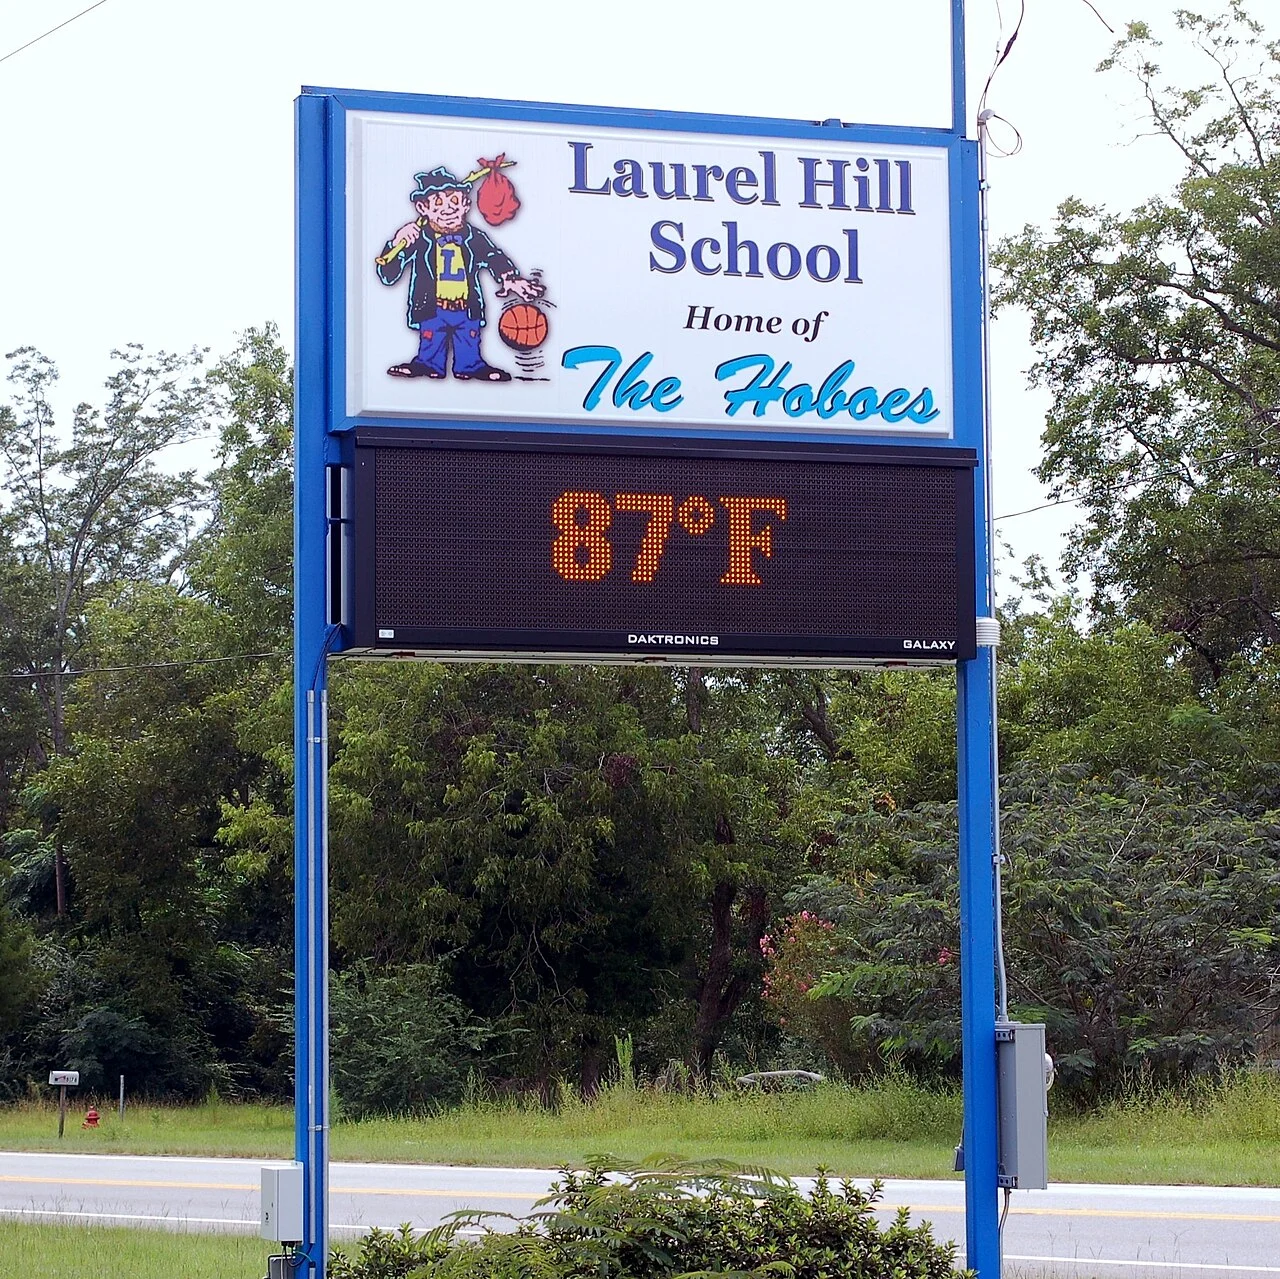 Laurel Hill
School
Home of
The Hoboes
L
87°F
DAKTRONICS
GALAXY